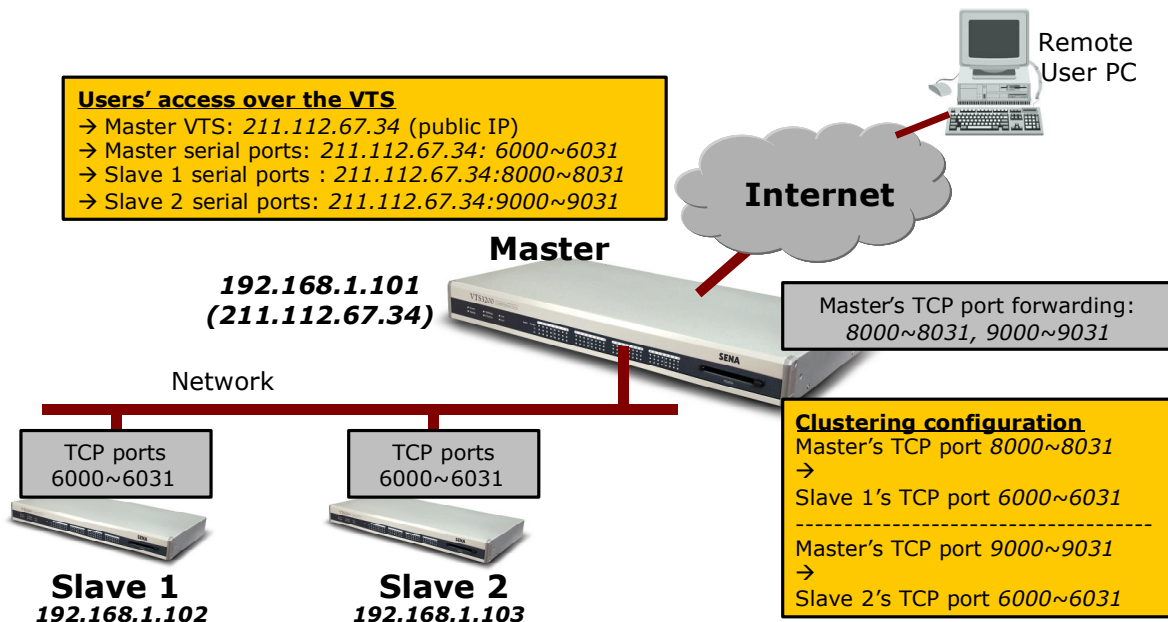 Remote
User PC
Users’ access over the VTS
→ Master VTS: 211.112.67.34 (public IP)
→ Master serial ports: 211.112.67.34: 6000~6031
→ Slave 1 serial ports : 211.112.67.34:8000~8031
→ Slave 2 serial ports: 211.112.67.34:9000~9031
Internet
Master
192.168.1.101
(211.112.67.34)
VTS3200
SENA
Master’s TCP port forwarding:
8000~8031, 9000~9031
Network
TCP ports
6000~6031
TCP ports
6000~6031
Clustering configuration
Master’s TCP port 8000~8031
→
Slave 1’s TCP port 6000~6031
-------------------------------------
Master’s TCP port 9000~9031
→
Slave 2’s TCP port 6000~6031
Slave 1
192.168.1.102
Slave 2
192.168.1.103